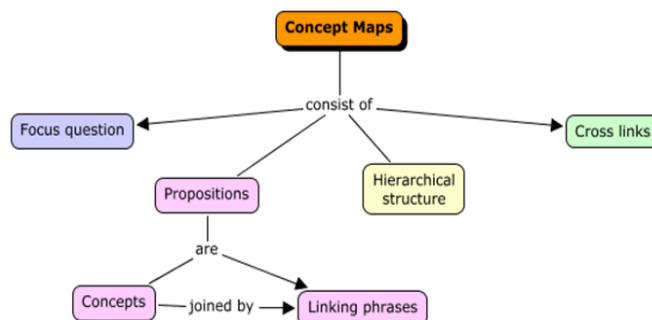 Concept Maps
consist of
Focus question
Cross links
Propositions
Hierarchical
structure
are
Concepts
joined by
Linking phrases